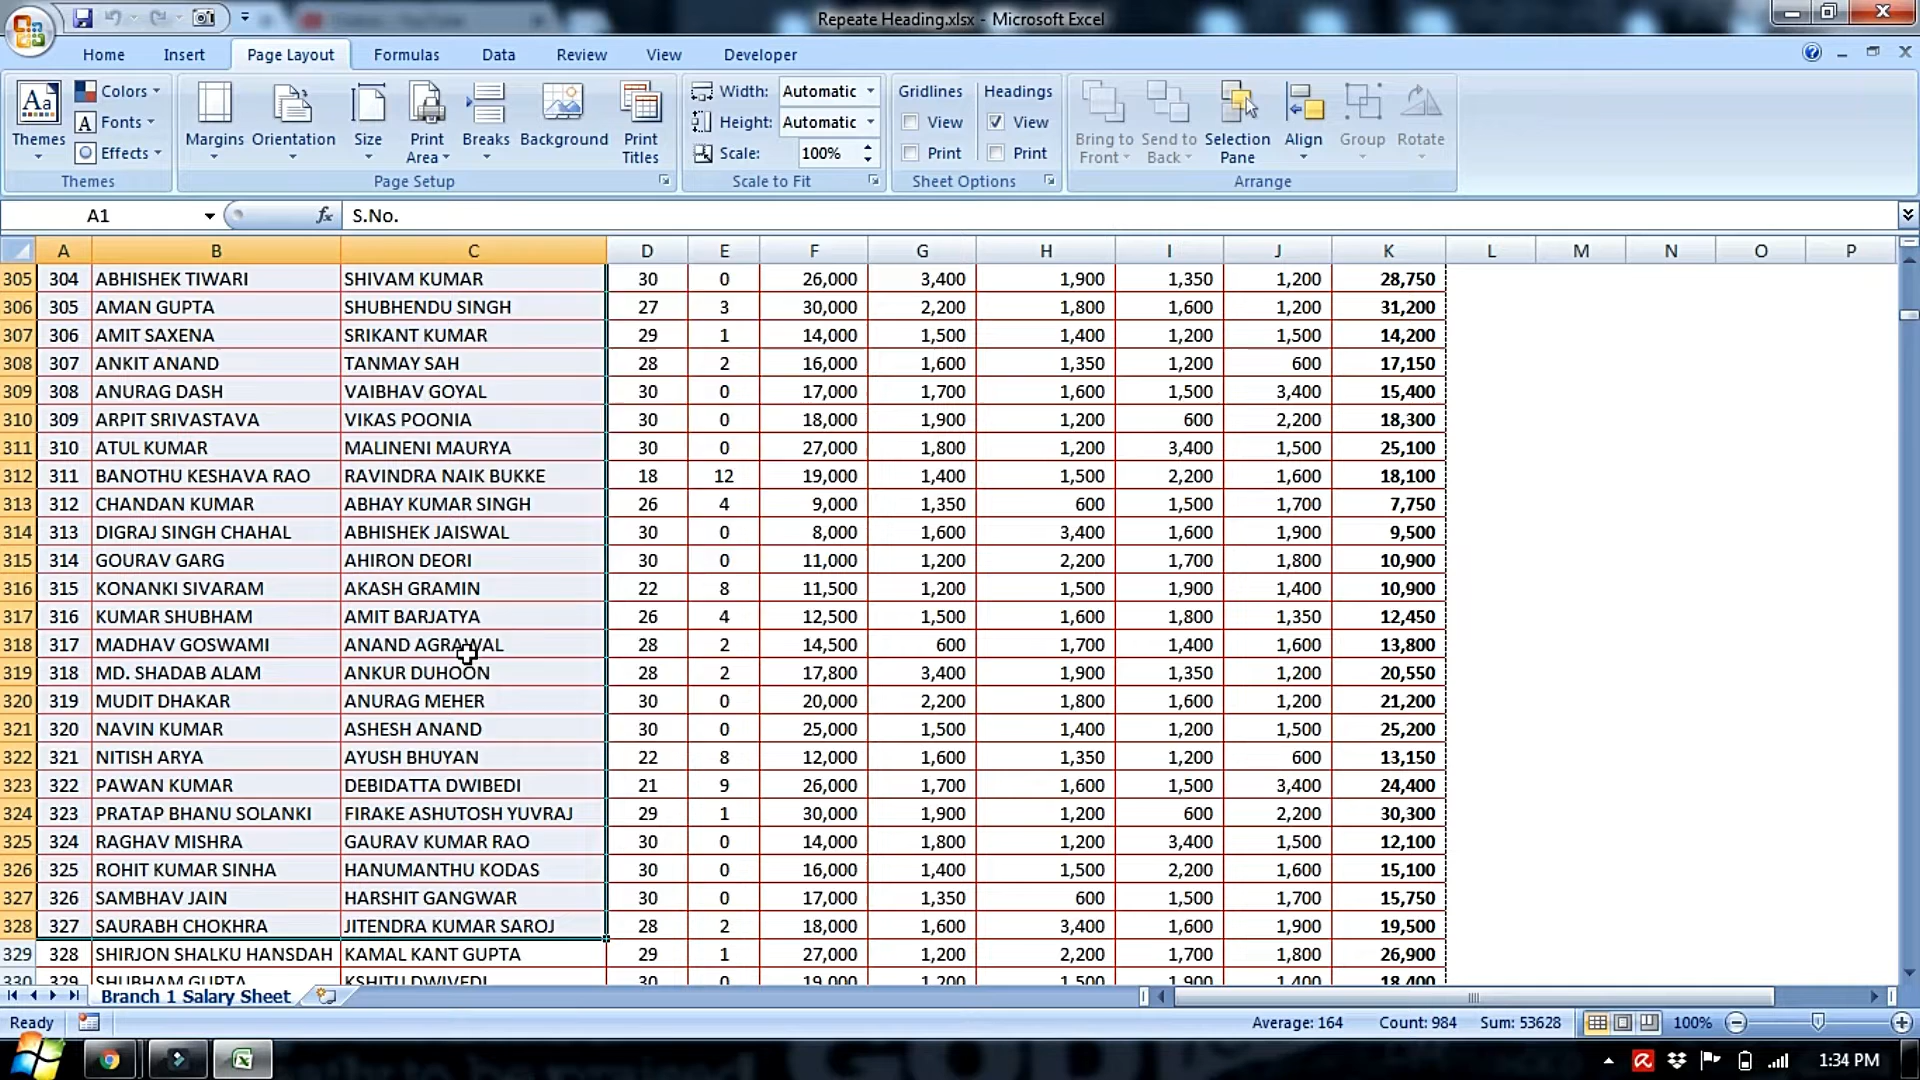 Repeate Heading.xlsx - Microsoft Excel
Home Insert Page Layout Formulas Data Review View Developer
Themes Colors Fonts Effects Themes
Margins Orientation Size Print Area Breaks Background Print Titles Page Setup
Width: Automatic Height: Automatic Scale: 100% Scale to Fit
Gridlines View Print Headings View Print Sheet Options
Bring to Front Send to Back Selection Pane Align Group Rotate Arrange
A1 fx S.No.
A B C D E F G H I J K L M N O P
305 304 ABHISHEK TIWARI SHIVAM KUMAR 30 0 26,000 3,400 1,900 1,350 1,200 28,750
306 305 AMAN GUPTA SHUBHENDU SINGH 27 3 30,000 2,200 1,800 1,600 1,200 31,200
307 306 AMIT SAXENA SRIKANT KUMAR 29 1 14,000 1,500 1,400 1,200 1,500 14,200
308 307 ANKIT ANAND TANMAY SAH 28 2 16,000 1,600 1,350 1,200 600 17,150
309 308 ANURAG DASH VAIBHAV GOYAL 30 0 17,000 1,700 1,600 1,500 3,400 15,400
310 309 ARPIT SRIVASTAVA VIKAS POONIA 30 0 18,000 1,900 1,200 600 2,200 18,300
311 310 ATUL KUMAR MALINENI MAURYA 30 0 27,000 1,800 1,200 3,400 1,500 25,100
312 311 BANOTHU KESHAVA RAO RAVINDRA NAIK BUKKE 18 12 19,000 1,400 1,500 2,200 1,600 18,100
313 312 CHANDAN KUMAR ABHAY KUMAR SINGH 26 4 9,000 1,350 600 1,500 1,700 7,750
314 313 DIGRAJ SINGH CHAHAL ABHISHEK JAISWAL 30 0 8,000 1,600 3,400 1,600 1,900 9,500
315 314 GOURAV GARG AHIRON DEORI 30 0 11,000 1,200 2,200 1,700 1,800 10,900
316 315 KONANKI SIVARAM AKASH GRAMIN 22 8 11,500 1,200 1,500 1,900 1,400 10,900
317 316 KUMAR SHUBHAM AMIT BARJATYA 26 4 12,500 1,500 1,600 1,800 1,350 12,450
318 317 MADHAV GOSWAMI ANAND AGRAWAL 28 2 14,500 600 1,700 1,400 1,600 13,800
319 318 MD. SHADAB ALAM ANKUR DUHOON 28 2 17,800 3,400 1,900 1,350 1,200 20,550
320 319 MUDIT DHAKAR ANURAG MEHER 30 0 20,000 2,200 1,800 1,600 1,200 21,200
321 320 NAVIN KUMAR ASHESH ANAND 30 0 25,000 1,500 1,400 1,200 1,500 25,200
322 321 NITISH ARYA AYUSH BHUYAN 22 8 12,000 1,600 1,350 1,200 600 13,150
323 322 PAWAN KUMAR DEBIDATTA DWIBEDI 21 9 26,000 1,700 1,600 1,500 3,400 24,400
324 323 PRATAP BHANU SOLANKI FIRAKE ASHUTOSH YUVRAJ 29 1 30,000 1,900 1,200 600 2,200 30,300
325 324 RAGHAV MISHRA GAURAV KUMAR RAO 30 0 14,000 1,800 1,200 3,400 1,500 12,100
326 325 ROHIT KUMAR SINHA HANUMANTHU KODAS 30 0 16,000 1,400 1,500 2,200 1,600 15,100
327 326 SAMBHAV JAIN HARSHIT GANGWAR 30 0 17,000 1,350 600 1,500 1,700 15,750
328 327 SAURABH CHOKHRA JITENDRA KUMAR SAROJ 28 2 18,000 1,600 3,400 1,600 1,900 19,500
329 328 SHIRJON SHALKU HANSDAH KAMAL KANT GUPTA 29 1 27,000 1,200 2,200 1,700 1,800 26,900
330 329 SHUBHAM GUPTA KSHITIJ DWIVEDI 30 0 19,000 1,200 1,500 1,900 1,400 18,400
Branch 1 Salary Sheet
Ready Average: 164 Count: 984 Sum: 53628 100%
1:34 PM